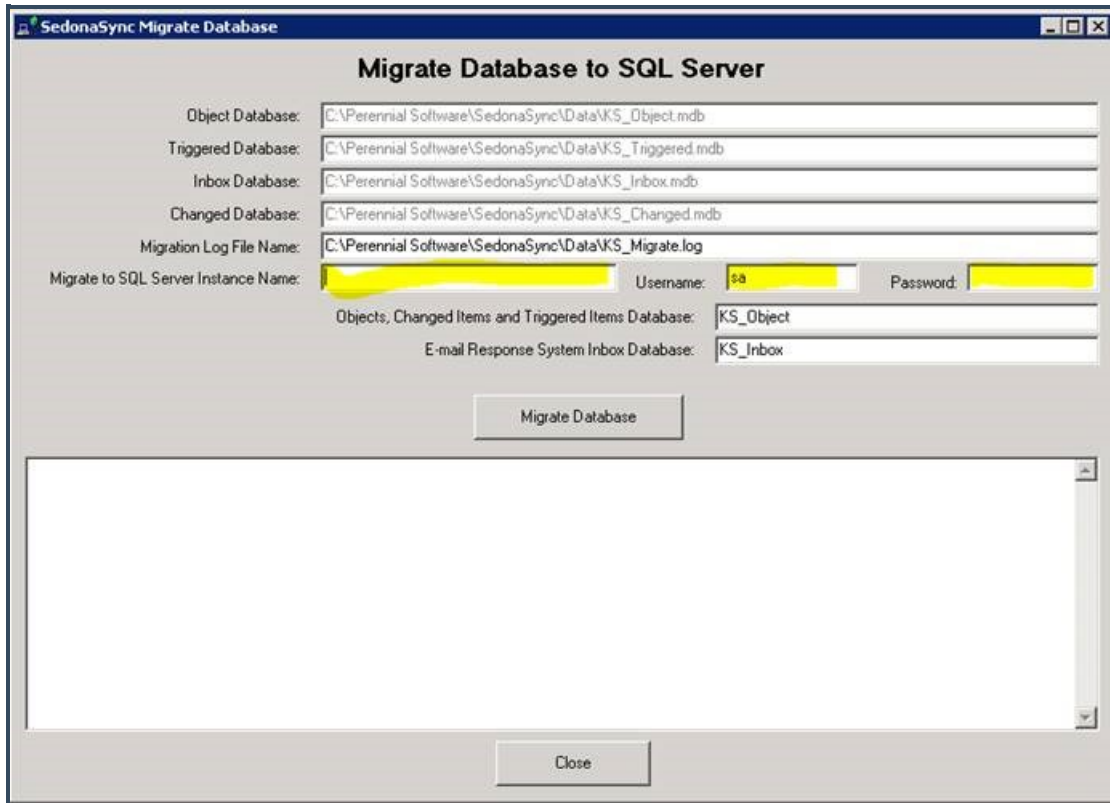 SedonaSync Migrate Database
Migrate Database to SQL Server
Object Database: C:\Perennial Software\SedonaSync\Data\KS_Object.mdb
Triggered Database: C:\Perennial Software\SedonaSync\Data\KS_Triggered.mdb
Inbox Database: C:\Perennial Software\SedonaSync\Data\KS_Inbox.mdb
Changed Database: C:\Perennial Software\SedonaSync\Data\KS_Changed.mdb
Migration Log File Name: C:\Perennial Software\SedonaSync\Data\KS_Migrate.log
Migrate to SQL Server Instance Name: Username: sa Password:
Objects, Changed Items and Triggered Items Database: KS_Object
E-mail Response System Inbox Database: KS_Inbox
Migrate Database
Close